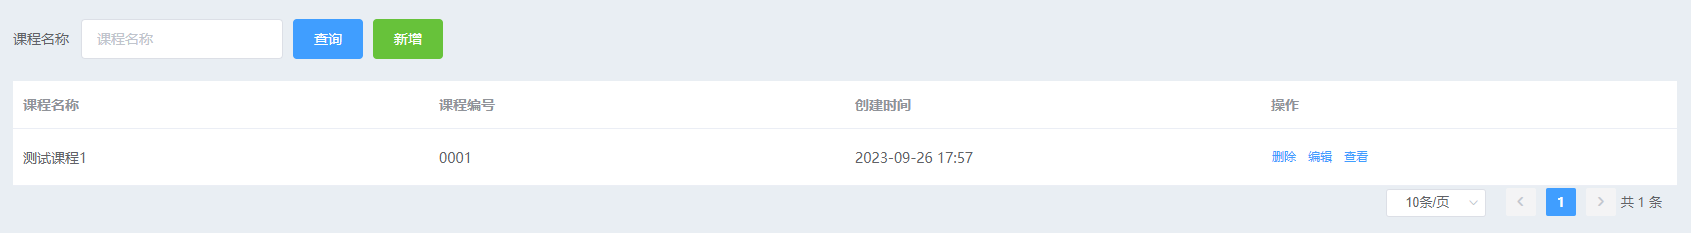 课程名称 课程名称 查询 新增
课程名称 课程编号 创建时间 操作
测试课程1 0001 2023-09-26 17:57 删除 编辑 查看
10条/页 1 共 1 条